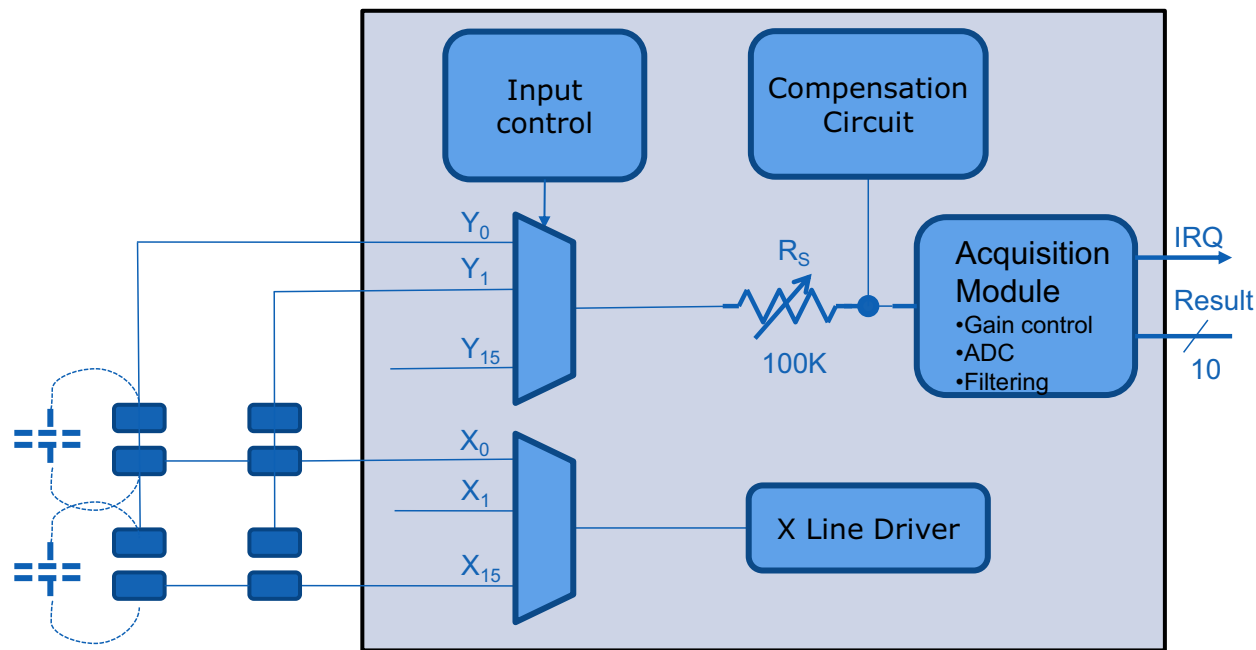 Input
control
Compensation
Circuit
Y₀
Y₁
Y₁₅
R_S
100K
Acquisition
Module
•Gain control
•ADC
•Filtering
IRQ
Result
10
X₀
X₁
X₁₅
X Line Driver